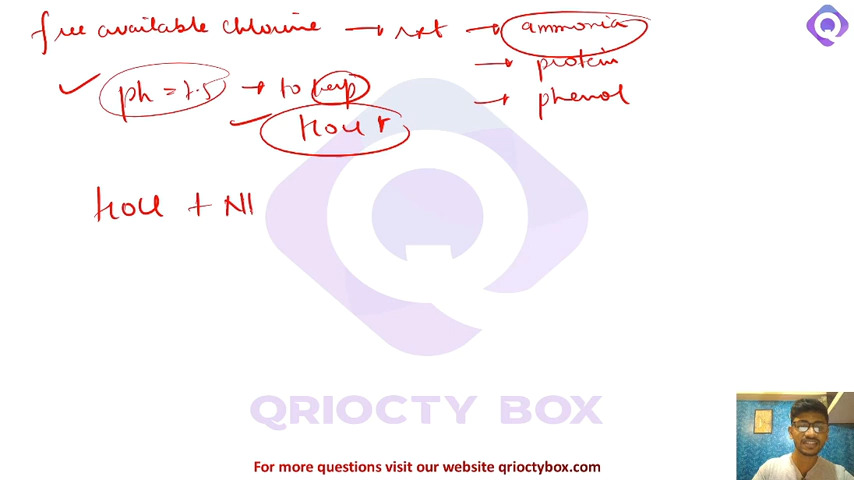 free available chlorine → rxt → ammonia
→ protein
✓ ph = 7.5 → to keep → phenol
✓ HOCl ↑
HOCl + NH
QRIOCTY BOX
For more questions visit our website qrioctybox.com